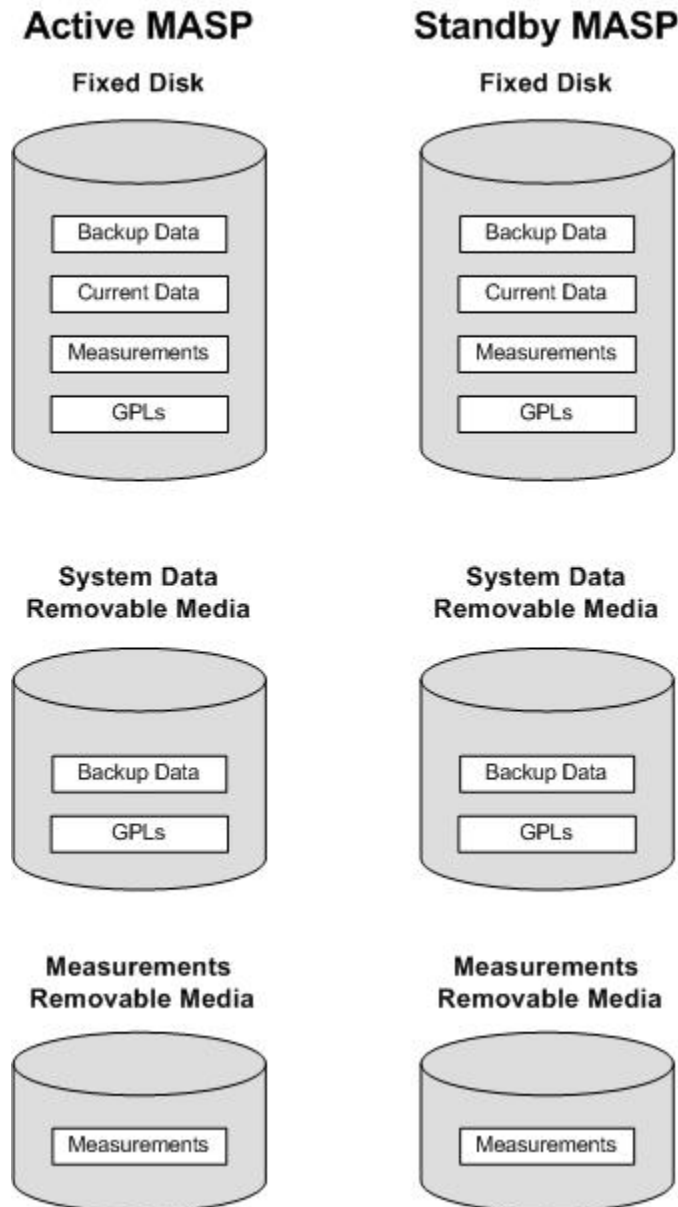 Active MASP
Standby MASP
Fixed Disk
Fixed Disk
Backup Data
Backup Data
Current Data
Current Data
Measurements
Measurements
GPLs
GPLs
System Data
Removable Media
System Data
Removable Media
Backup Data
Backup Data
GPLs
GPLs
Measurements
Removable Media
Measurements
Removable Media
Measurements
Measurements